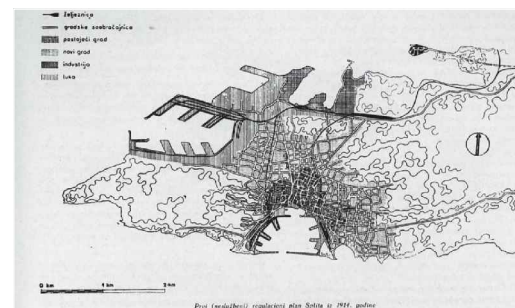 željeznica
gradske saobraćajnice
postojeći grad
novi grad
industrija
luka
0 km 1 km 2 km
Prvi (neslužbeni) regulacioni plan Splita iz 1914. godine